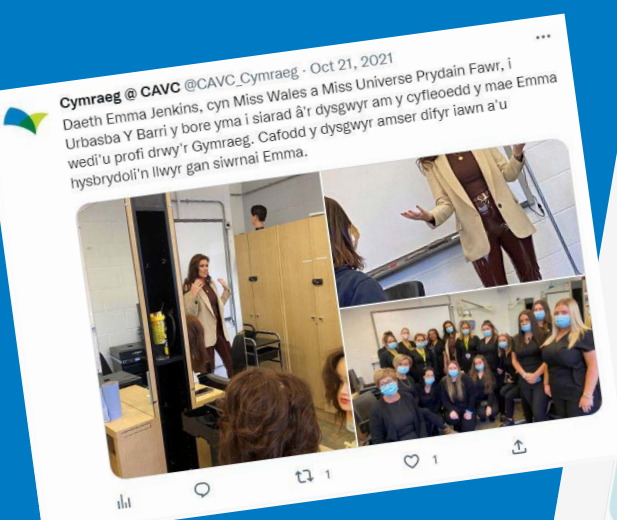 Cymraeg @ CAVC @CAVC_Cymraeg · Oct 21, 2021
Daeth Emma Jenkins, cyn Miss Wales a Miss Universe Prydain Fawr, i
Urbasba Y Barri y bore yma i siarad â'r dysgwyr am y cyfleoedd y mae Emma
wedi'u profi drwy'r Gymraeg. Cafodd y dysgwyr amser difyr iawn a'u
hysbrydoli'n llwyr gan siwrnai Emma.
1
1